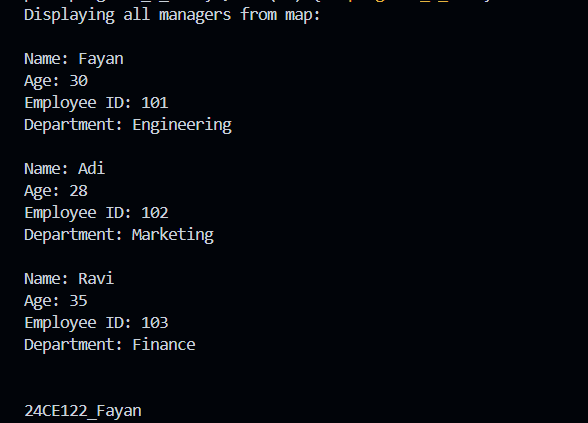 Displaying all managers from map:
Name: Fayan
Age: 30
Employee ID: 101
Department: Engineering
Name: Adi
Age: 28
Employee ID: 102
Department: Marketing
Name: Ravi
Age: 35
Employee ID: 103
Department: Finance
24CE122_Fayan